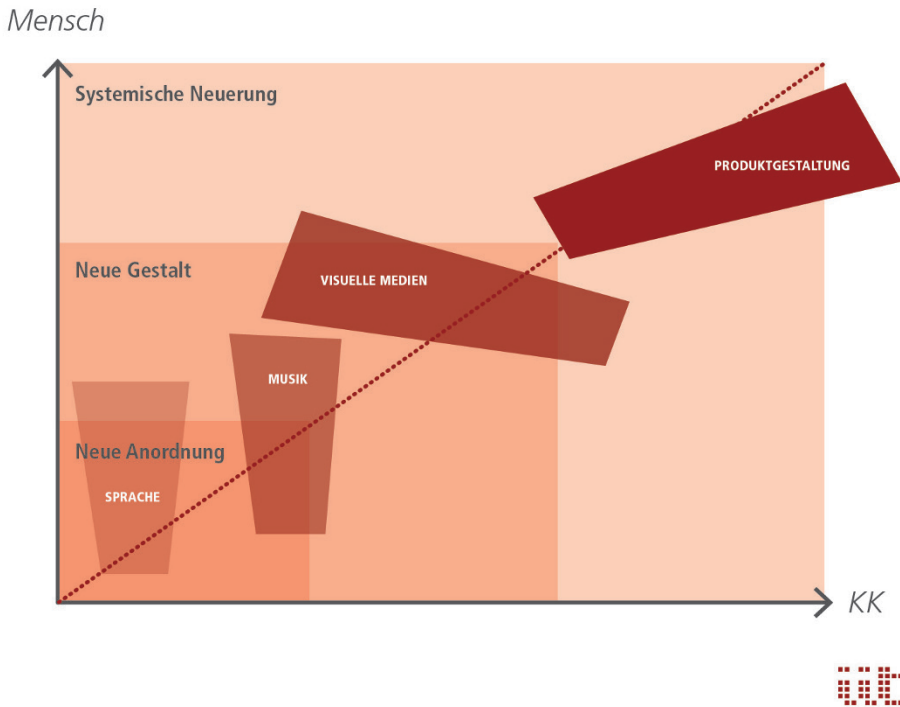 Mensch
Systemische Neuerung
PRODUKTGESTALTUNG
Neue Gestalt
VISUELLE MEDIEN
MUSIK
Neue Anordnung
SPRACHE
KK